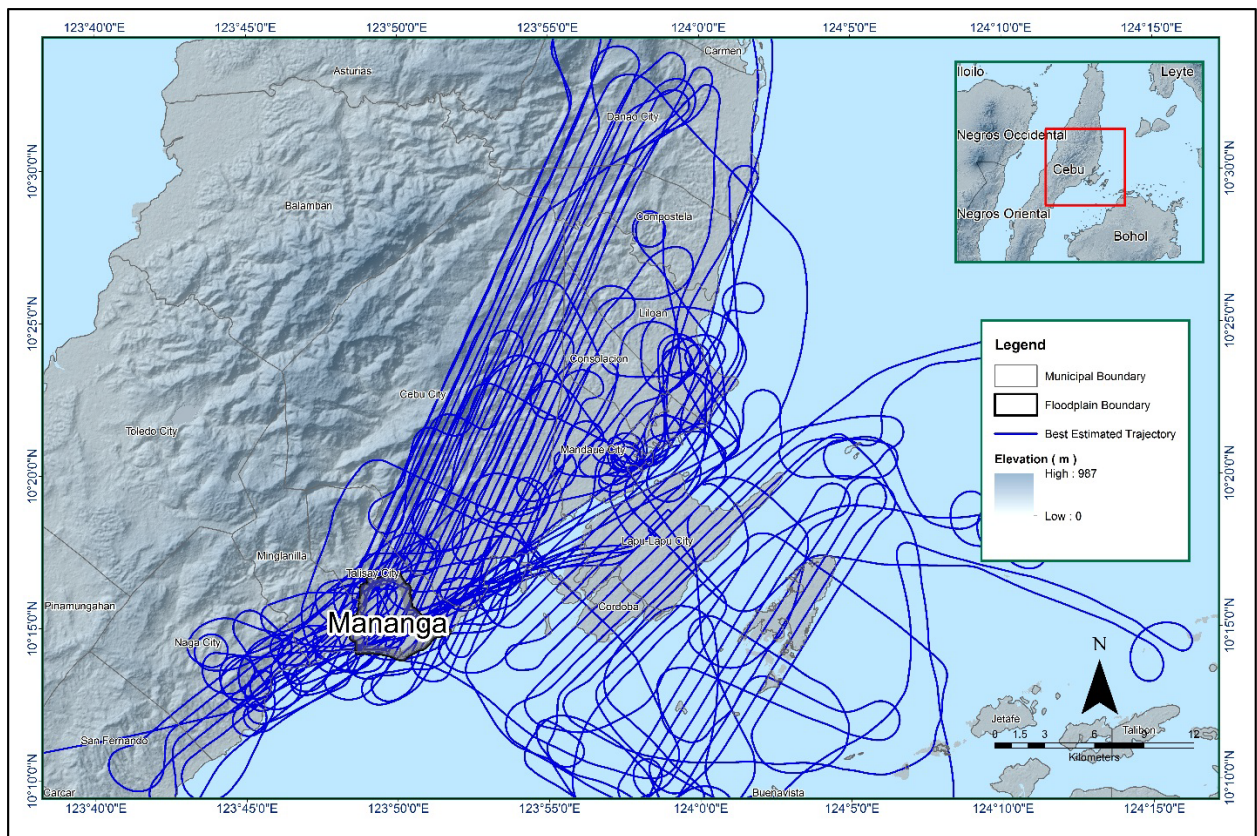 123°40'0"E 123°45'0"E 123°50'0"E 123°55'0"E 124°0'0"E 124°5'0"E 124°10'0"E 124°15'0"E
Carmen
Asturias
Danao City
Iloilo
Leyte
Negros Occidental
Cebu
Negros Oriental
Bohol
10°30'0"N
10°30'0"N
Balamban
Compostela
Liloan
10°25'0"N
10°25'0"N
Consolacion
Cebu City
Toledo City
Mandaue City
Legend
Municipal Boundary
Floodplain Boundary
Best Estimated Trajectory
Elevation ( m )
High : 987
Low : 0
10°20'0"N
10°20'0"N
Lapu-Lapu City
Minglanilla
Talisay City
Pinamungahan
Cordoba
Mananga
10°15'0"N
10°15'0"N
Naga City
N
San Fernando
Jetafe
Talibon
0 1.5 3 6 9 12
Kilometers
10°10'0"N
10°10'0"N
Carcar
Buenavista
123°40'0"E 123°45'0"E 123°50'0"E 123°55'0"E 124°0'0"E 124°5'0"E 124°10'0"E 124°15'0"E